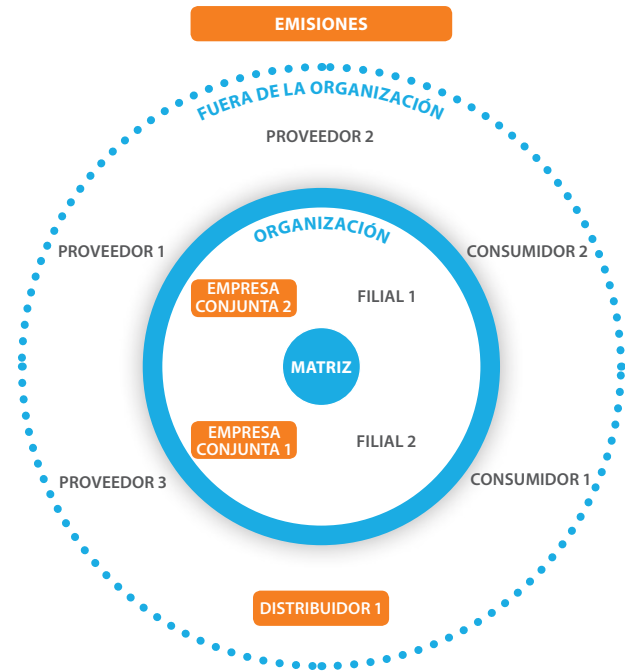 EMISIONES
FUERA DE LA ORGANIZACIÓN
PROVEEDOR 2
ORGANIZACIÓN
PROVEEDOR 1
CONSUMIDOR 2
EMPRESA
CONJUNTA 2
FILIAL 1
MATRIZ
EMPRESA
CONJUNTA 1
FILIAL 2
PROVEEDOR 3
CONSUMIDOR 1
DISTRIBUIDOR 1